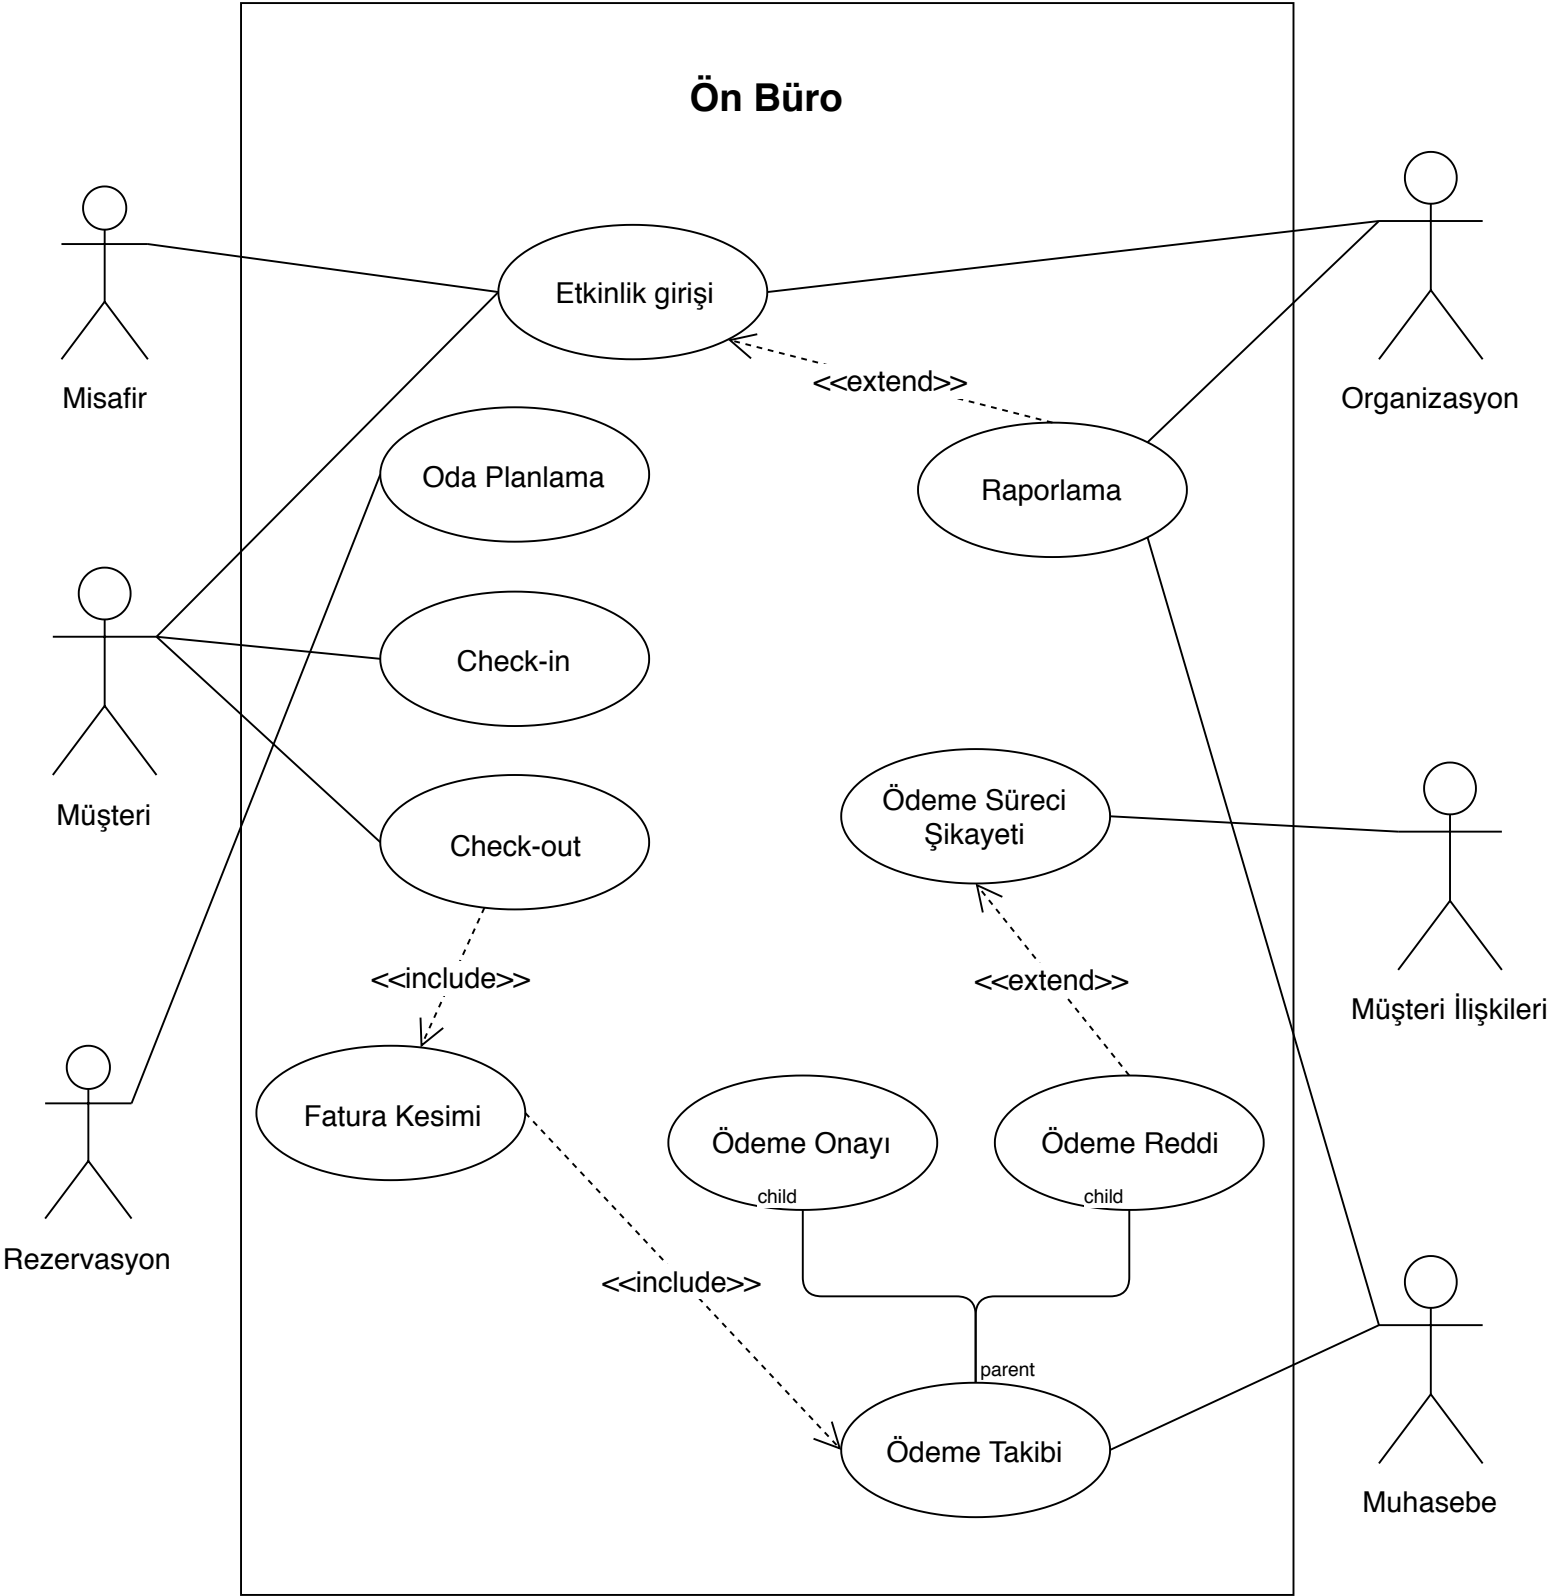 Ön Büro
Etkinlik girişi
Misafir
Organizasyon
<<extend>>
Oda Planlama
Raporlama
Check-in
Müşteri
Ödeme Süreci
Şikayeti
Check-out
<<include>>
<<extend>>
Müşteri İlişkileri
Fatura Kesimi
Ödeme Onayı
Ödeme Reddi
child
child
Rezervasyon
<<include>>
parent
Ödeme Takibi
Muhasebe